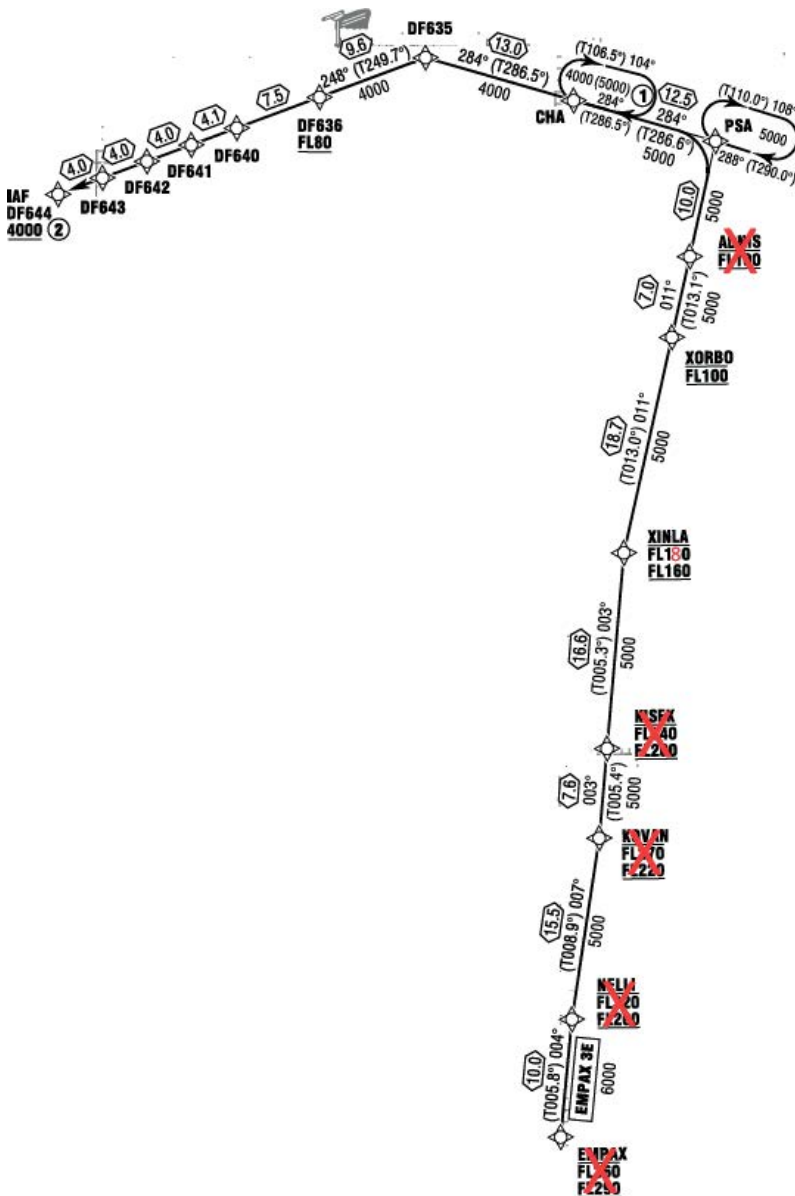 DF635
9.6
13.0
248° (T249.7°)
4000
284° (T286.5°)
4000
(T106.5°) 104°
4000 (5000)
1
284°
(T286.5°)
CHA
12.5
284°
(T286.6°)
5000
(T110.0°) 108°
PSA
5000
288° (T290.0°)
7.5
DF636
FL80
4.1
DF640
4.0
DF641
4.0
DF642
4.0
DF643
IAF
DF644
4000 2
10.0
5000
7.0
011°
(T013.1°)
5000
XORBO
FL100
18.7
(T013.0°) 011°
5000
XINLA
FL180
FL160
16.6
(T005.3°) 003°
5000
7.6
003°
(T005.4°)
5000
15.5
(T008.9°) 007°
5000
10.0
(T005.8°) 004°
EMPAX 3E
6000
EMPAX